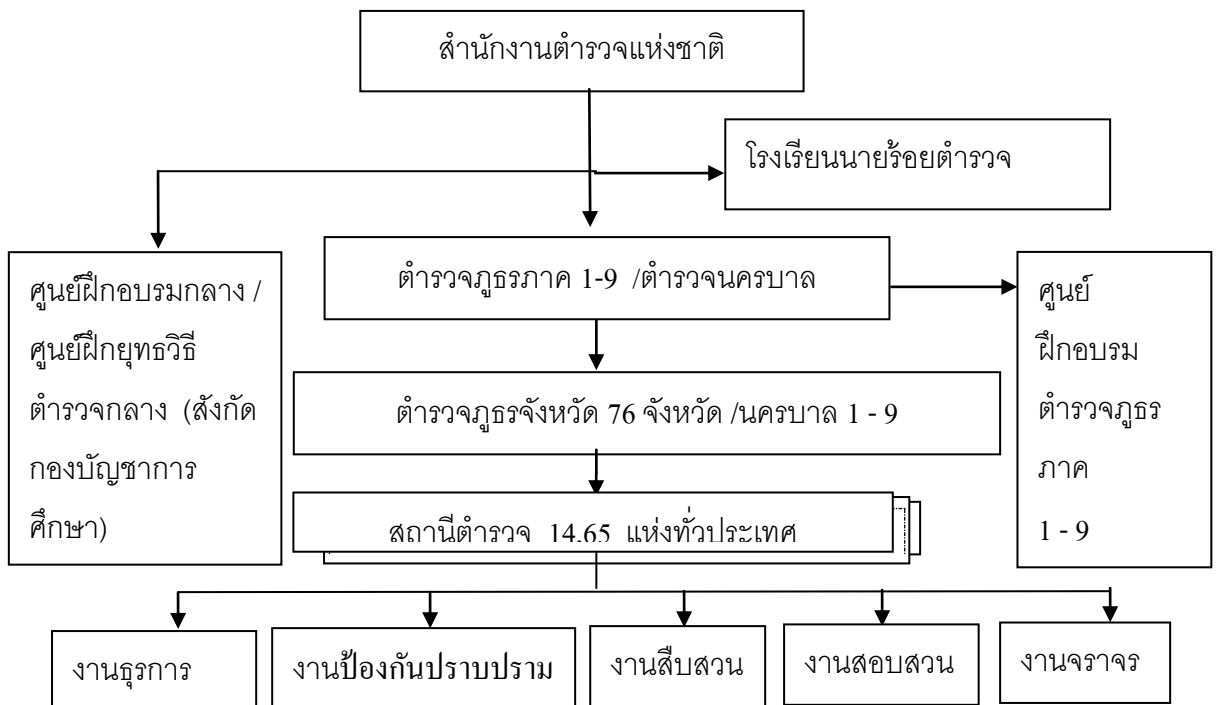 สำนักงานตำรวจแห่งชาติ
โรงเรียนนายร้อยตำรวจ
ศูนย์ฝึกอบรมกลาง /
ศูนย์ฝึกยุทธวิธี
ตำรวจกลาง (สังกัด
กองบัญชาการ
ศึกษา)
ตำรวจภูธรภาค 1-9 /ตำรวจนครบาล
ศูนย์
ฝึกอบรม
ตำรวจภูธร
ภาค
1 - 9
ตำรวจภูธรจังหวัด 76 จังหวัด /นครบาล 1 - 9
สถานีตำรวจ 14,65 แห่งทั่วประเทศ
งานธุรการ
งานป้องกันปราบปราม
งานสืบสวน
งานสอบสวน
งานจราจร